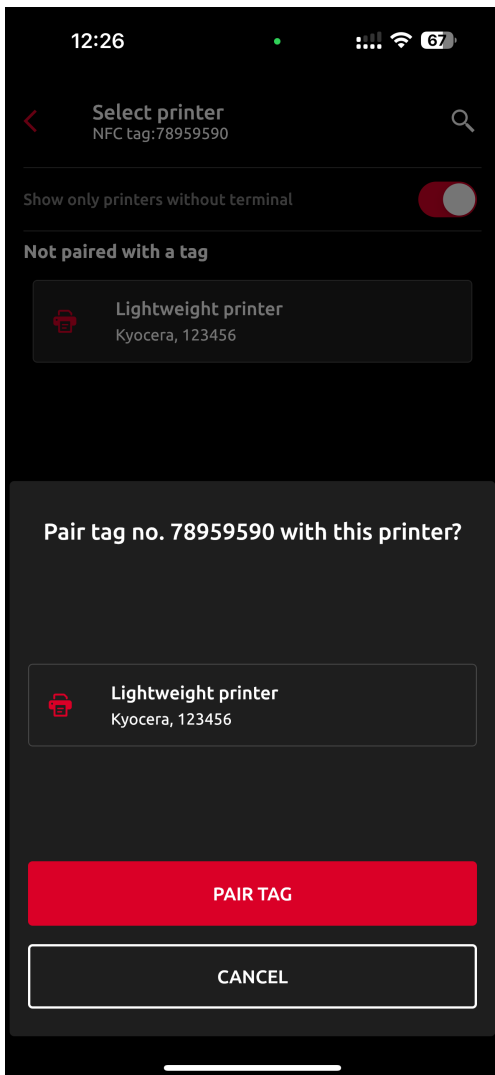 12:26
67
Select printer
NFC tag:78959590
Show only printers without terminal
Not paired with a tag
Lightweight printer
Kyocera, 123456
Pair tag no. 78959590 with this printer?
Lightweight printer
Kyocera, 123456
PAIR TAG
CANCEL